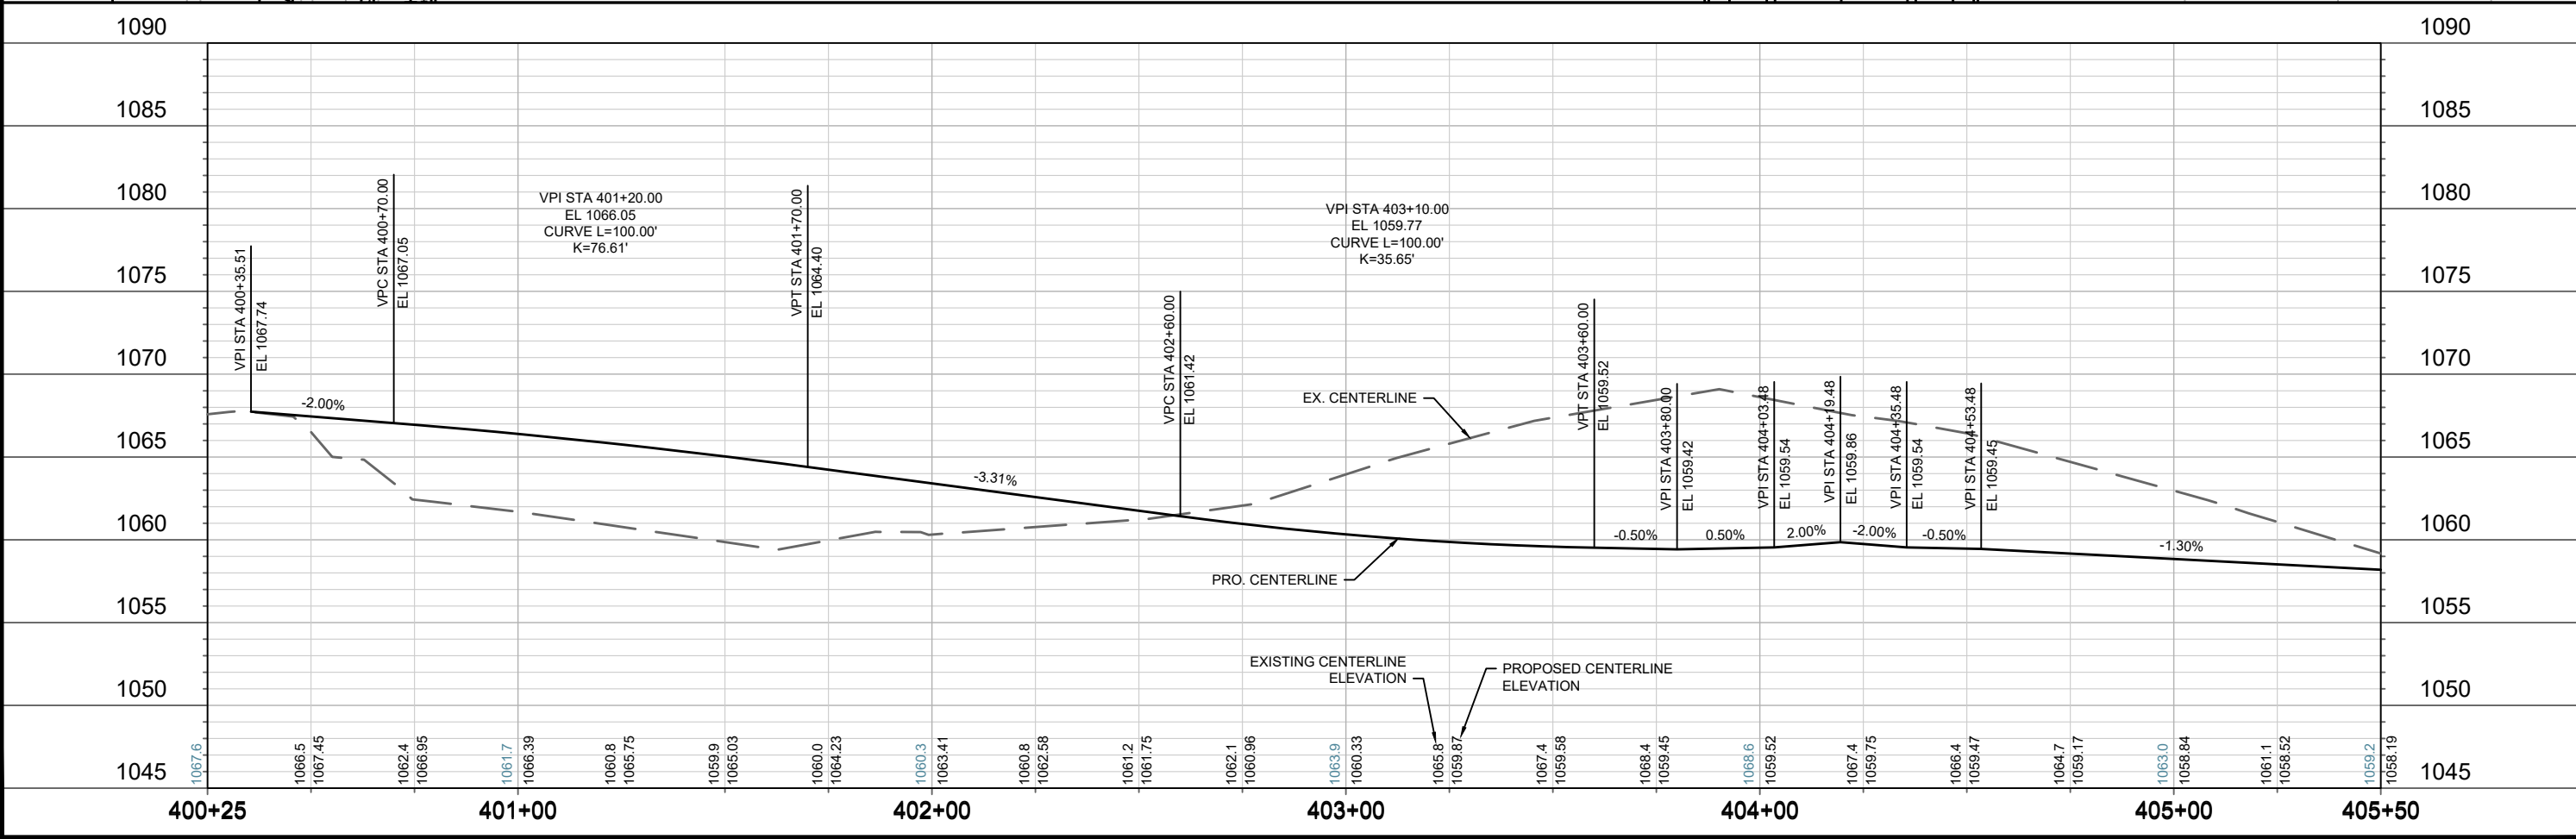 1090
1085
1080
1075
1070
1065
1060
1055
1050
1045
1090
1085
1080
1075
1070
1065
1060
1055
1050
1045
VPI STA 400+35.51
EL 1067.74
-2.00%
VPC STA 400+70.00
EL 1067.05
VPI STA 401+20.00
EL 1066.05
CURVE L=100.00'
K=76.61'
VPT STA 401+70.00
EL 1064.40
-3.31%
VPC STA 402+60.00
EL 1061.42
VPI STA 403+10.00
EL 1059.77
CURVE L=100.00'
K=35.65'
EX. CENTERLINE
PRO. CENTERLINE
VPT STA 403+60.00
EL 1059.52
-0.50%
VPI STA 403+80.00
EL 1059.42
0.50%
VPI STA 404+03.48
EL 1059.54
2.00%
VPI STA 404+19.48
EL 1059.86
-2.00%
VPI STA 404+35.48
EL 1059.54
-0.50%
VPI STA 404+53.48
EL 1059.45
-1.30%
EXISTING CENTERLINE
ELEVATION
PROPOSED CENTERLINE
ELEVATION
1067.6
1066.5
1067.45
1062.4
1066.95
1061.7
1066.39
1060.8
1065.75
1059.9
1065.03
1060.0
1064.23
1060.3
1063.41
1060.8
1062.58
1061.2
1061.75
1062.1
1060.96
1063.9
1060.33
1065.8
1059.87
1067.4
1059.58
1068.4
1059.45
1068.6
1059.52
1067.4
1059.75
1066.4
1059.47
1064.7
1059.17
1063.0
1058.84
1061.1
1058.52
1059.2
1058.19
400+25
401+00
402+00
403+00
404+00
405+00
405+50